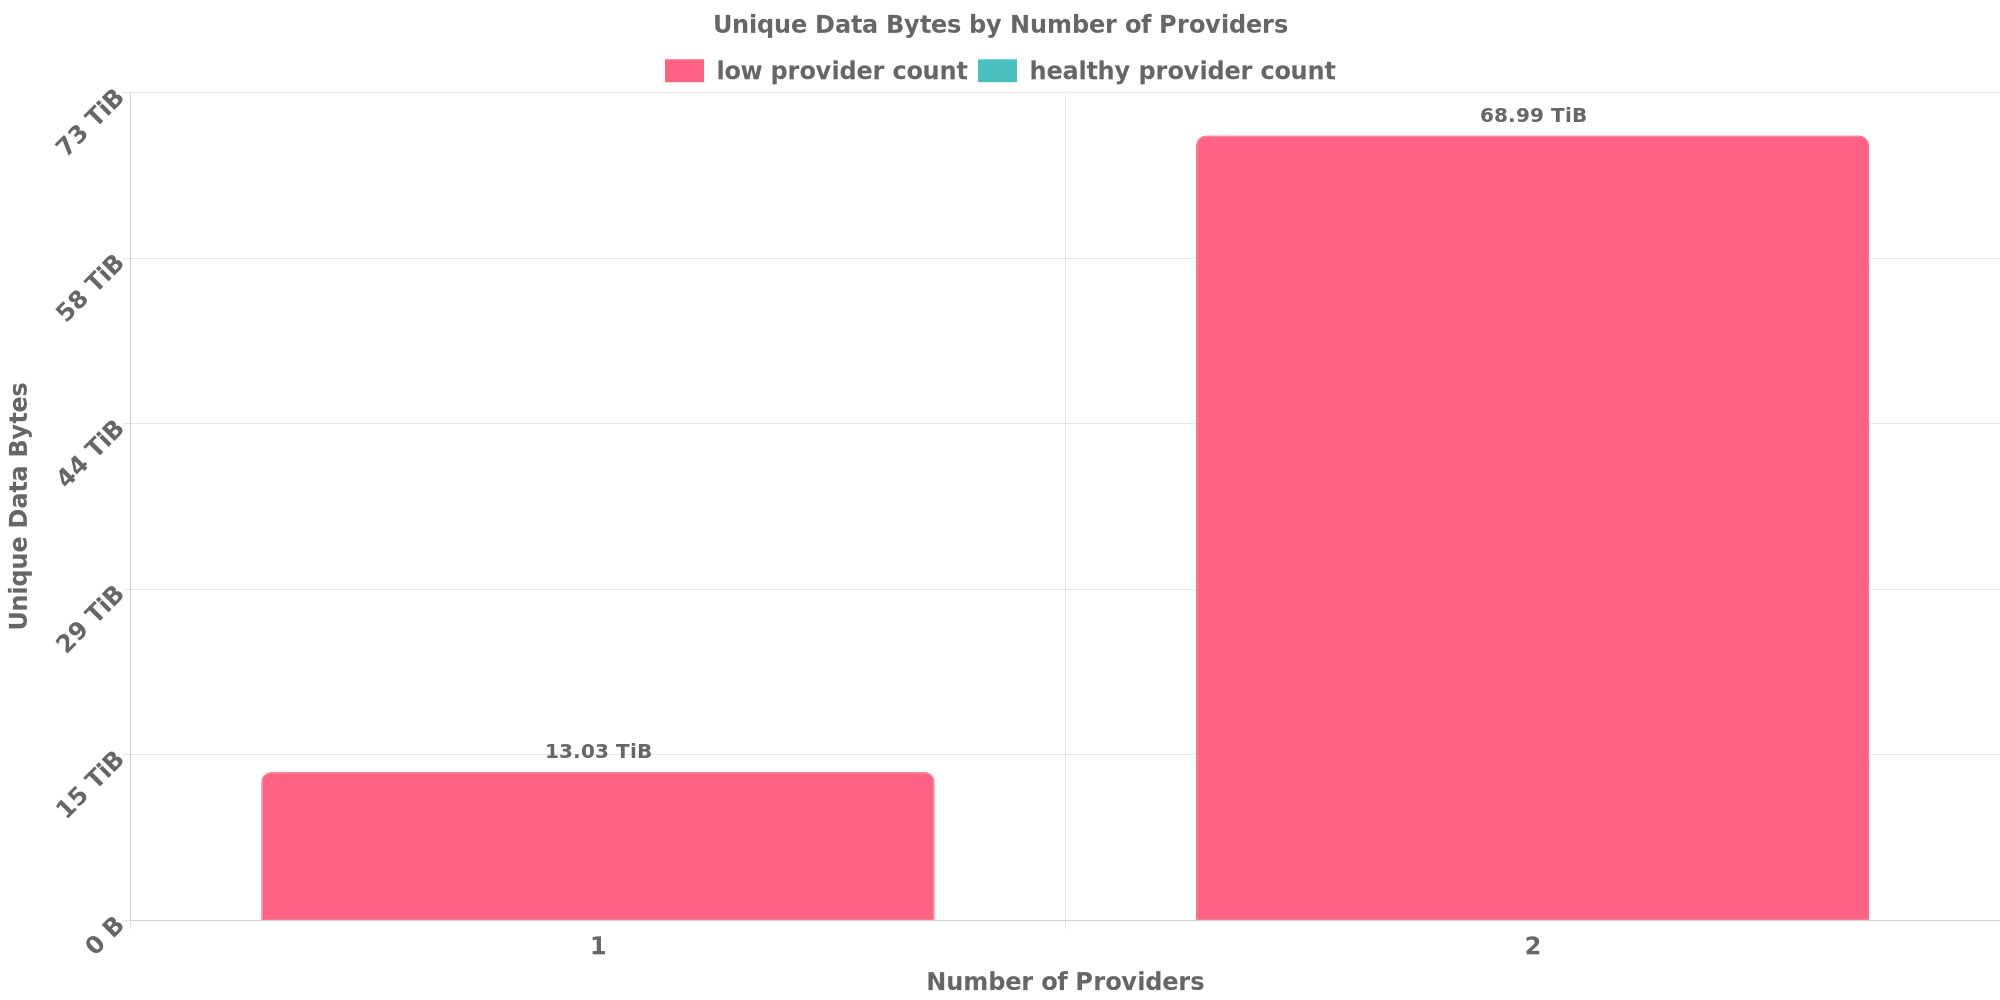 Unique Data Bytes by Number of Providers
low provider count
healthy provider count
73 TiB
58 TiB
44 TiB
29 TiB
15 TiB
0 B
Unique Data Bytes
68.99 TiB
13.03 TiB
1
2
Number of Providers